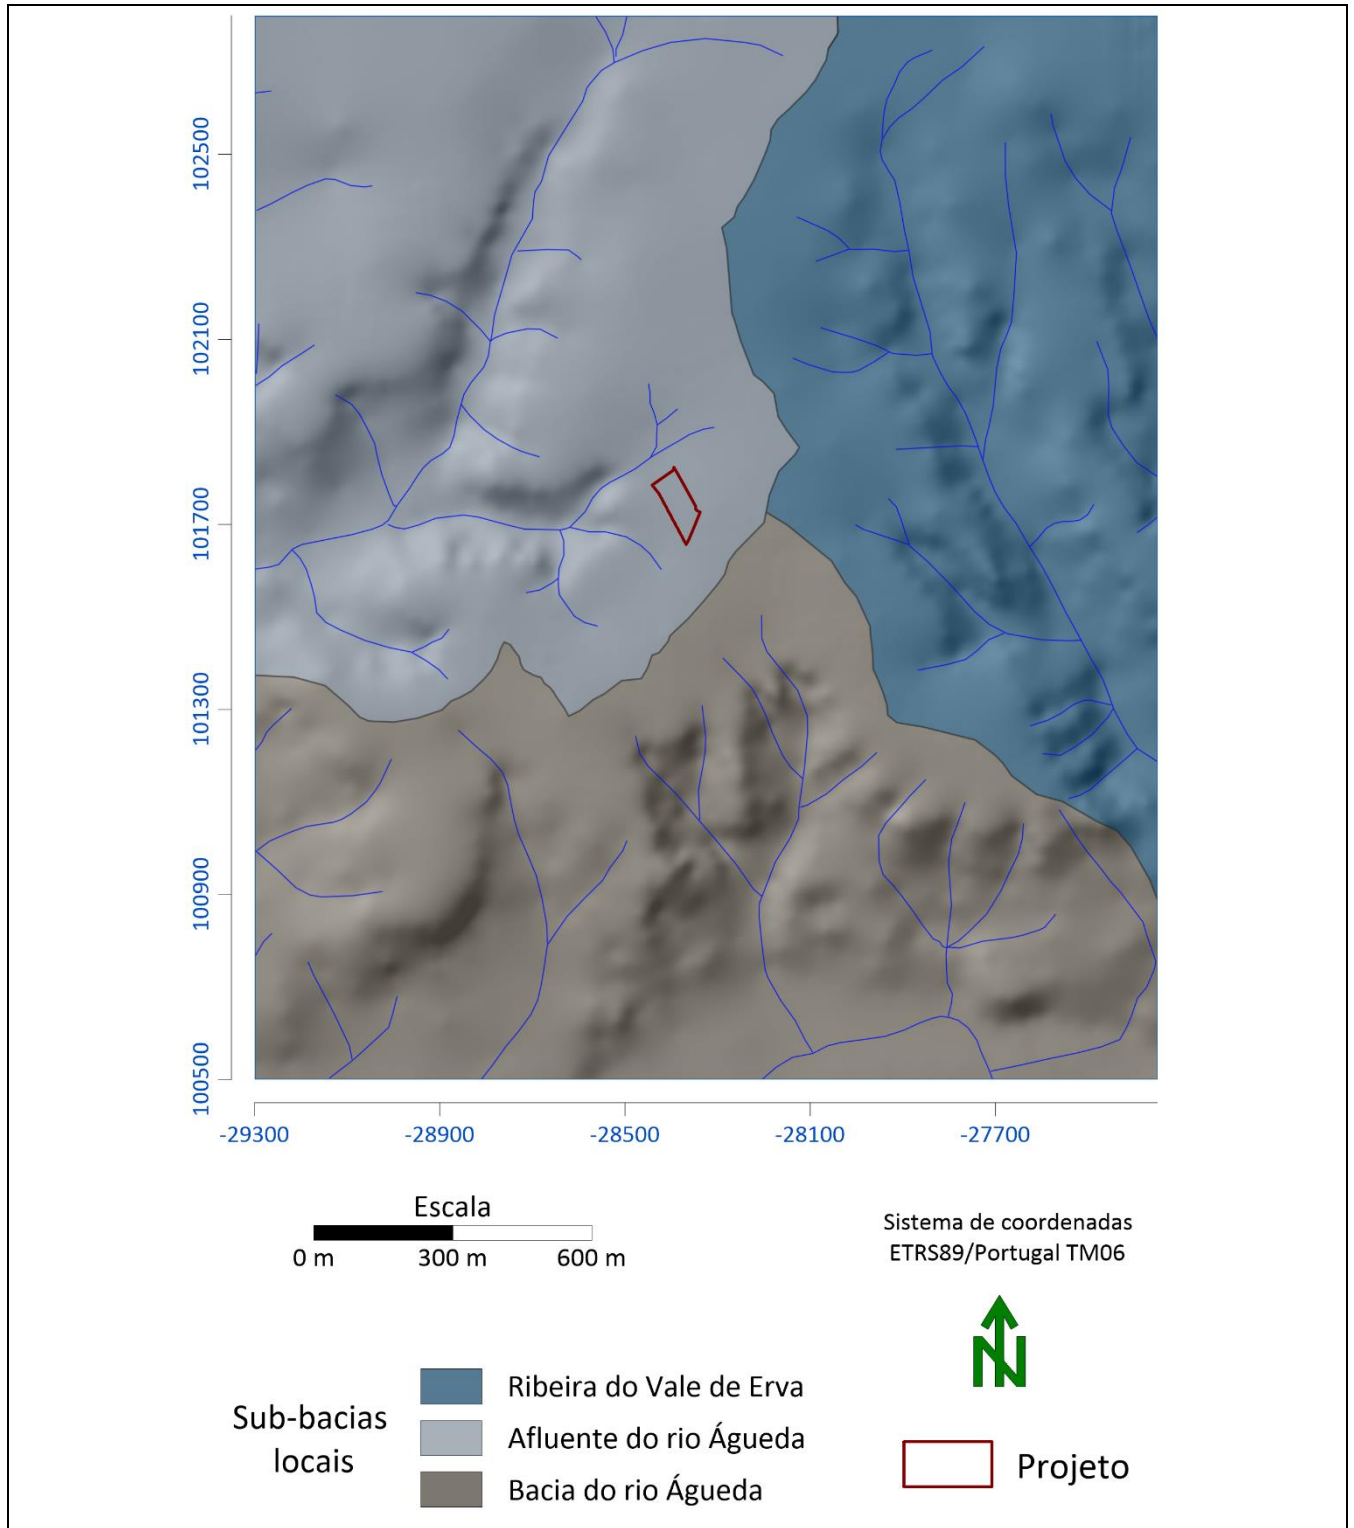 102500
102100
101700
101300
100900
100500
-29300
-28900
-28500
-28100
-27700
Escala
0 m
300 m
600 m
Sistema de coordenadas
ETRS89/Portugal TM06
N
Sub-bacias
locais
Ribeira do Vale de Erva
Afluente do rio Águeda
Bacia do rio Águeda
Projeto